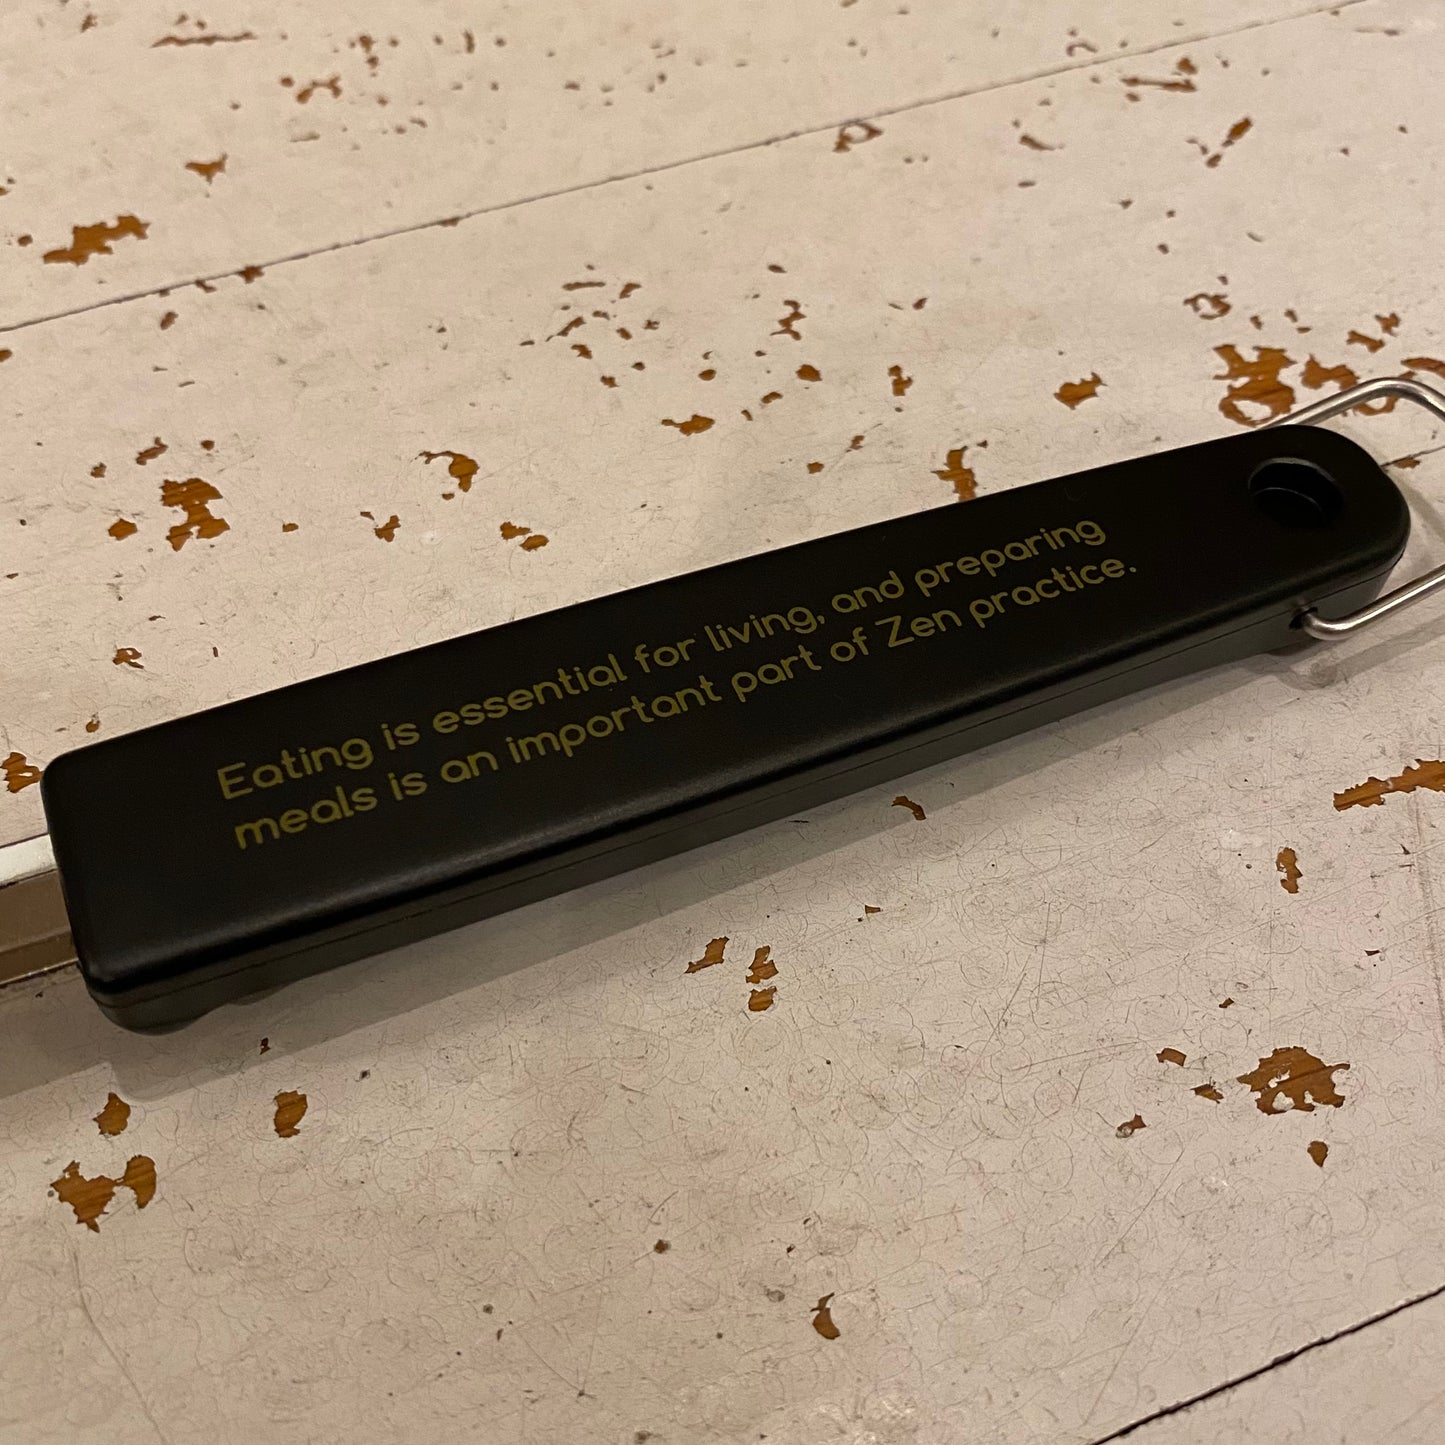 Eating is essential for living, and preparing
meals is an important part of Zen practice.